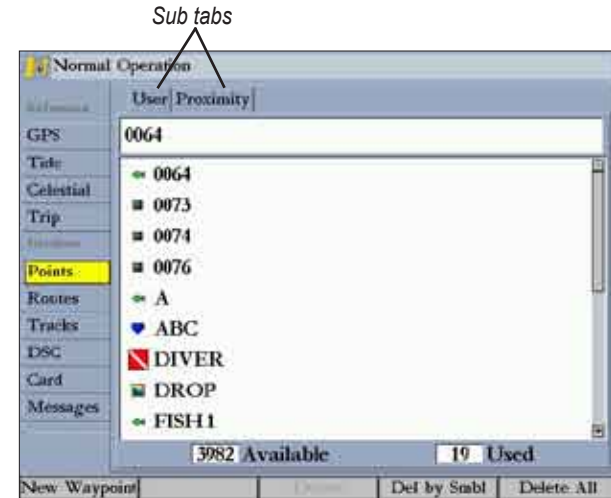 Sub tabs
Normal Operation
User Proximity
GPS
0064
Tide
Celestial
Trip
Points
Routes
Tracks
DSC
Card
Messages
0064
0073
0074
0076
A
ABC
DIVER
DROP
FISH1
3982 Available
19 Used
New Waypoint
Del by Smbl
Delete All